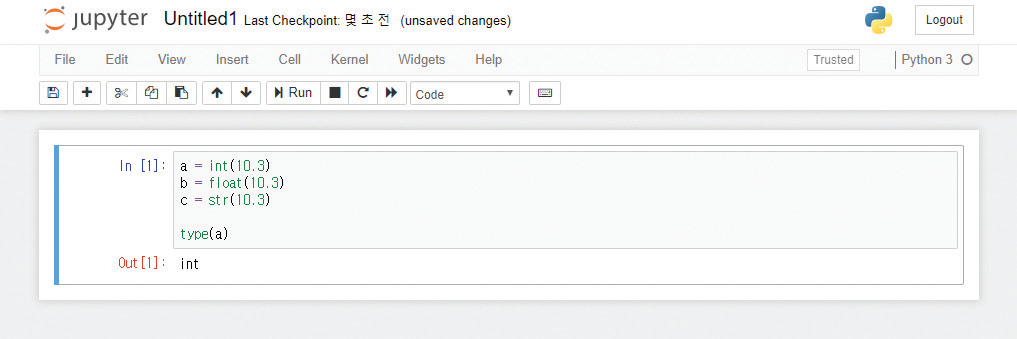 jupyter Untitled1 Last Checkpoint: 몇 초 전 (unsaved changes) Logout
File Edit View Insert Cell Kernel Widgets Help Trusted Python 3
Run Code
In [1]: a = int(10.3)
b = float(10.3)
c = str(10.3)
type(a)
Out[1]: int